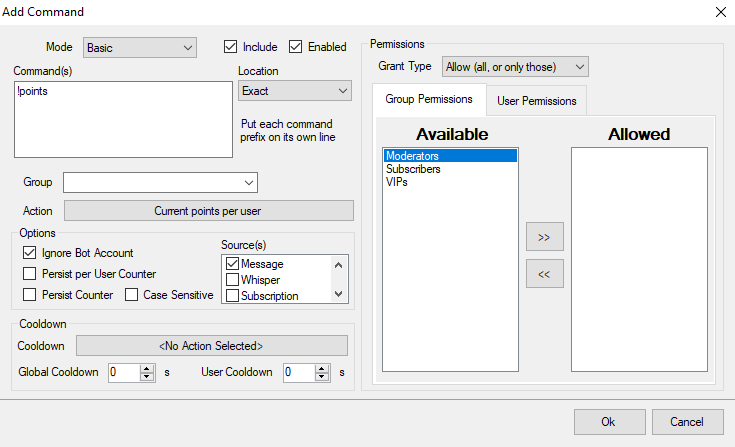 Add Command
Mode Basic Include Enabled
Command(s) Location
!points Exact
Put each command
prefix on its own line
Group
Action Current points per user
Options
Ignore Bot Account
Persist per User Counter
Persist Counter Case Sensitive
Source(s)
Message
Whisper
Subscription
Cooldown
Cooldown <No Action Selected>
Global Cooldown 0 s User Cooldown 0 s
Permissions
Grant Type Allow (all, or only those)
Group Permissions User Permissions
Available Allowed
Moderators
Subscribers
VIPs
>>
<<
Ok Cancel